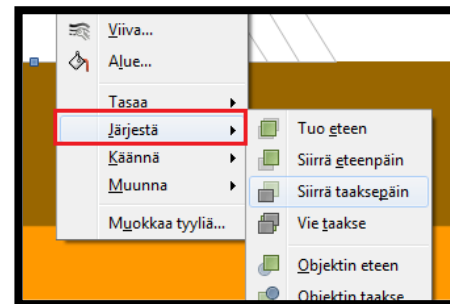 Viiva...
Alue...
Tasaa
Järjestä
Käännä
Muunna
Muokkaa tyyliä...
Tuo eteen
Siirrä eteenpäin
Siirrä taaksepäin
Vie taakse
Objektin eteen
Objektin taakse